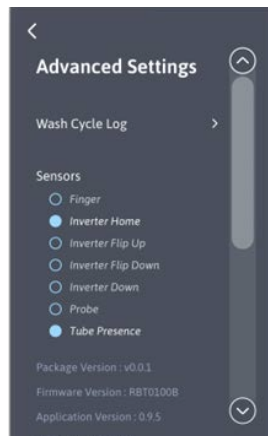 Advanced Settings
Wash Cycle Log
Sensors
Finger
Inverter Home
Inverter Flip Up
Inverter Flip Down
Inverter Down
Probe
Tube Presence
Package Version : v0.0.1
Firmware Version : RBT0100B
Application Version : 0.9.5